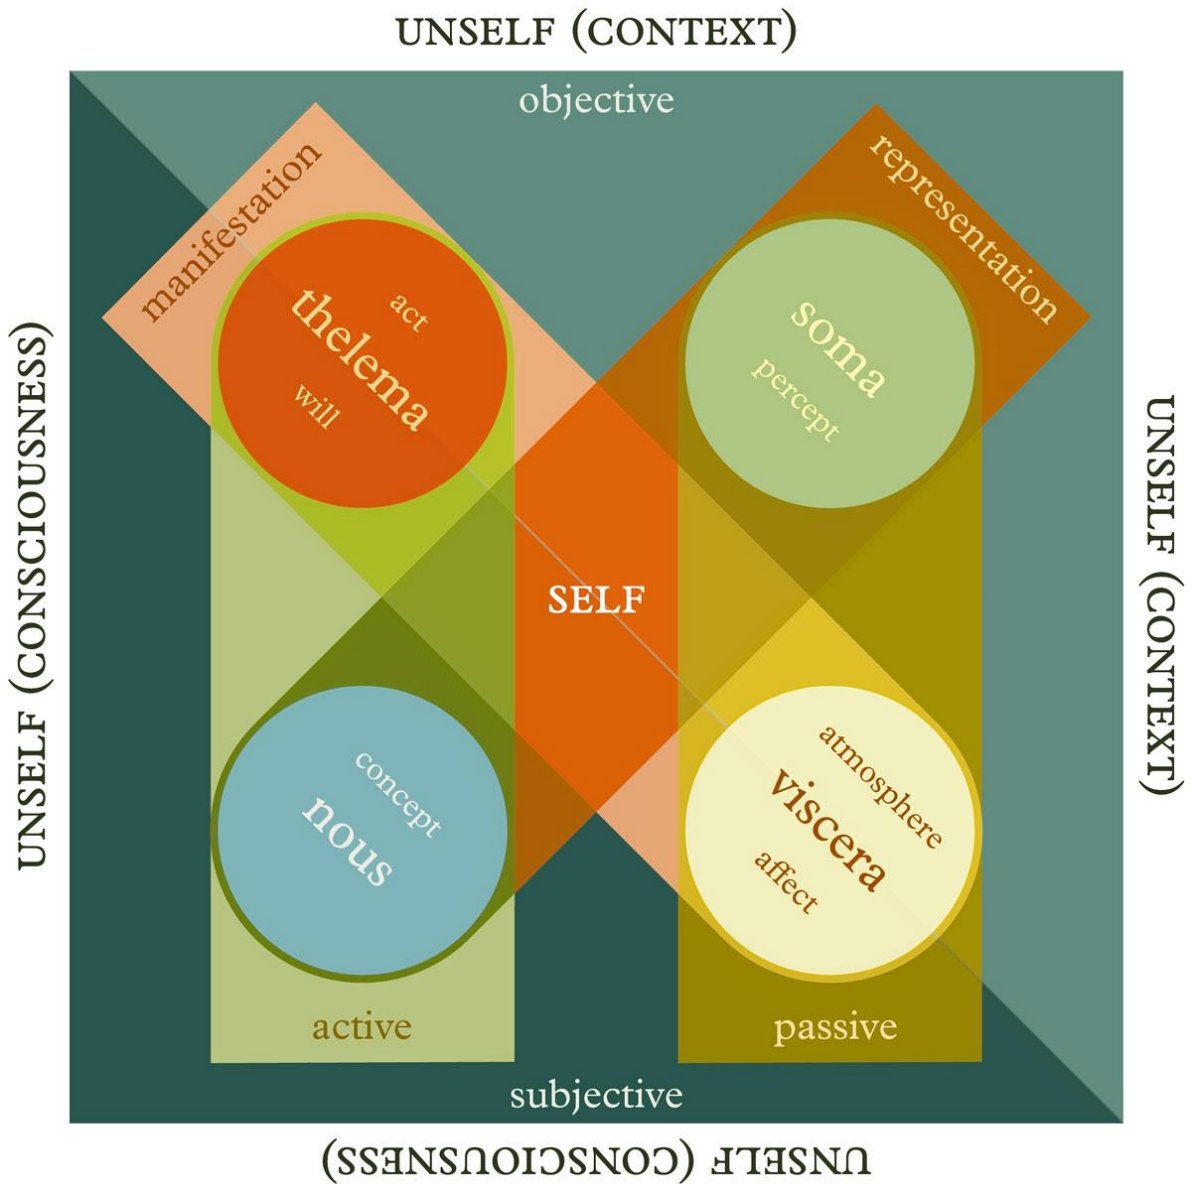 UNSELF (CONTEXT)
objective
manifestation
representation
act
thelema
will
soma
percept
UNSELF (CONSCIOUSNESS)
SELF
UNSELF (CONTEXT)
concept
nous
atmosphere
viscera
affect
active
passive
subjective
UNSELF (CONSCIOUSNESS)